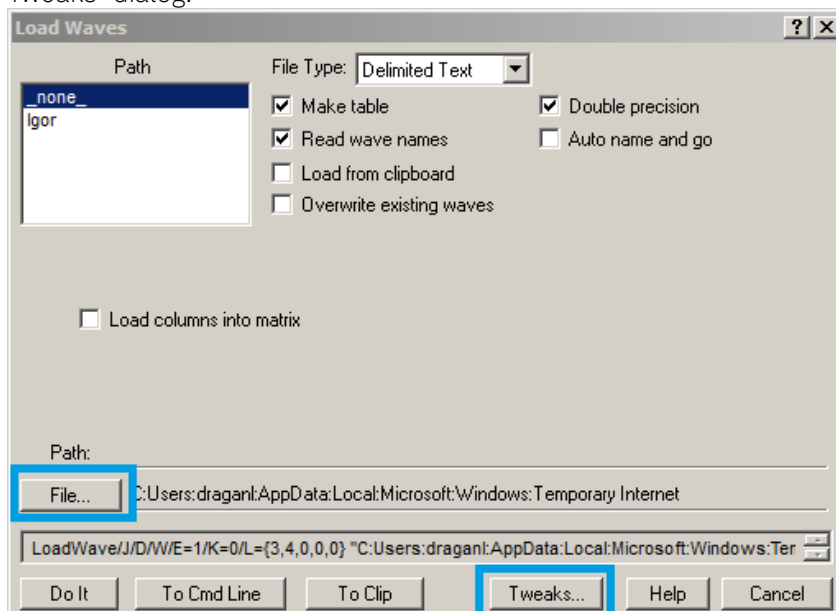 Tweaks" dialog.
Load Waves
Path
File Type: Delimited Text
_none_
Igor
Make table
Double precision
Read wave names
Auto name and go
Load from clipboard
Overwrite existing waves
Load columns into matrix
Path:
File... C:Users:draganl:AppData:Local:Microsoft:Windows:Temporary Internet
LoadWave/J/D/W/E=1/K=0/L={3,4,0,0,0} "C:Users:draganl:AppData:Local:Microsoft:Windows:Ter
Do It To Cmd Line To Clip Tweaks... Help Cancel